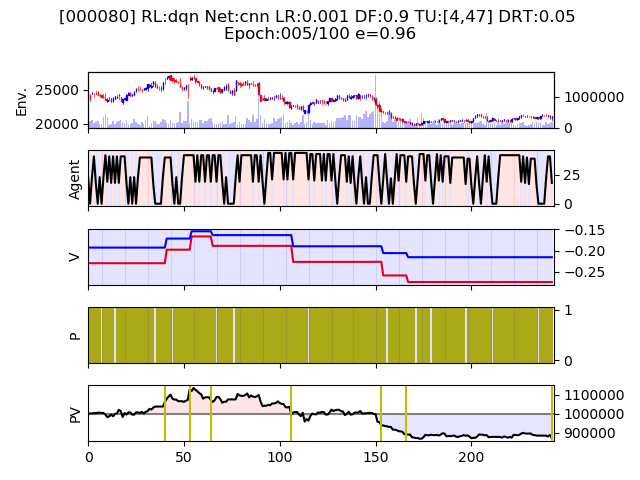 [000080] RL:dqn Net:cnn LR:0.001 DF:0.9 TU:[4,47] DRT:0.05
Epoch:005/100 e=0.96
Env.
25000
20000
1000000
0
Agent
25
0
V
−0.15
−0.20
−0.25
P
1
0
PV
1100000
1000000
900000
0 50 100 150 200